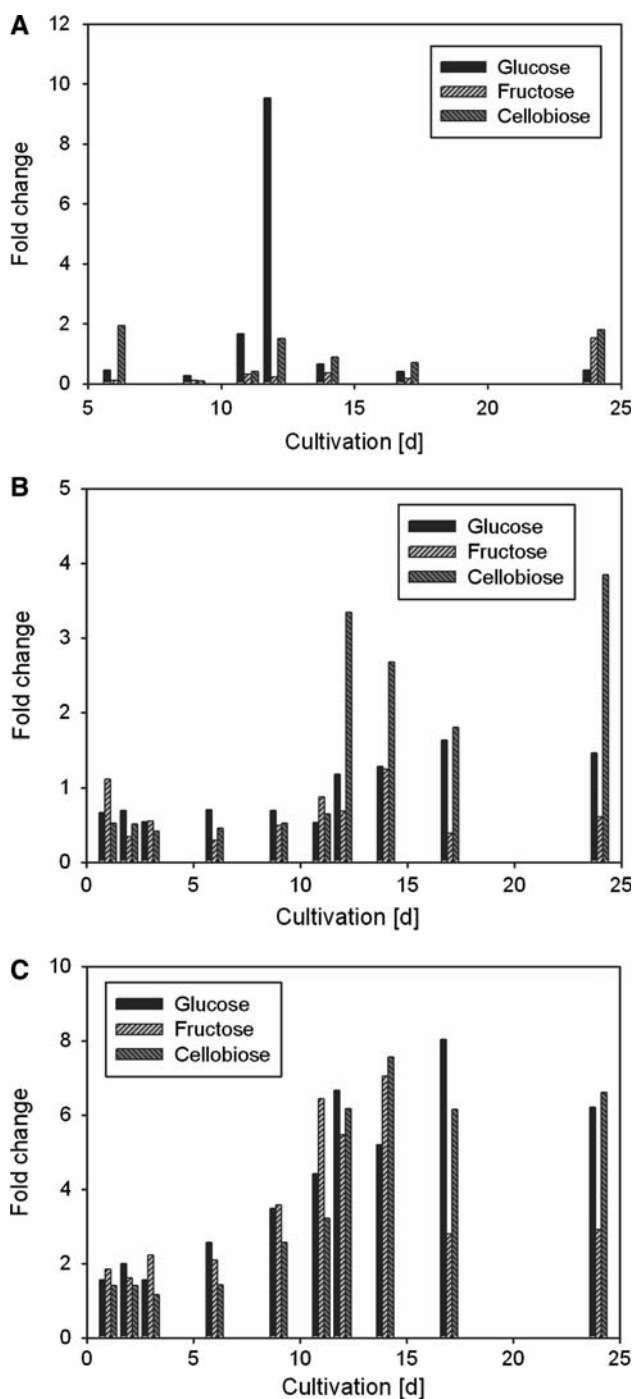 A
12
10
8
6
4
2
0
Fold change
Glucose
Fructose
Cellobiose
5 10 15 20 25
Cultivation [d]
B
5
4
3
2
1
0
Fold change
Glucose
Fructose
Cellobiose
0 5 10 15 20 25
Cultivation [d]
C
10
8
6
4
2
0
Fold change
Glucose
Fructose
Cellobiose
0 5 10 15 20 25
Cultivation [d]